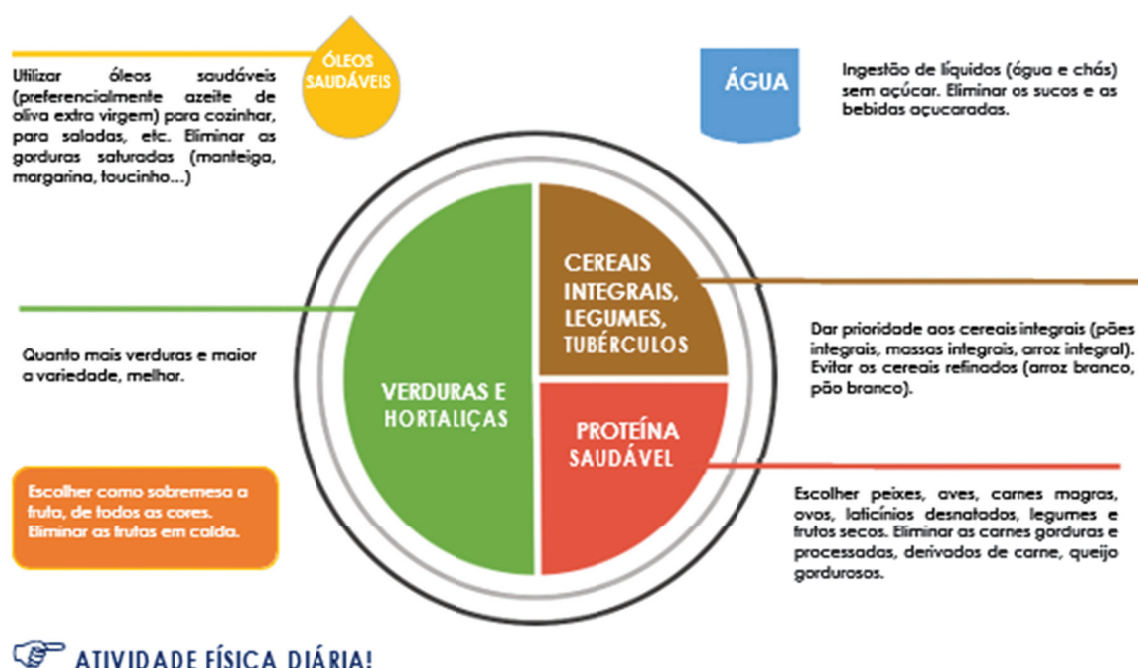 ÓLEOS
SAUDÁVEIS
Utilizar óleos saudáveis
(preferencialmente azeite de
oliva extra virgem) para cozinhar,
para saladas, etc. Eliminar as
gorduras saturadas (manteiga,
margarina, toucinho...)
ÁGUA
Ingestão de líquidos (água e chás)
sem açúcar. Eliminar os sucos e as
bebidas açucaradas.
CEREAIS
INTEGRAIS,
LEGUMES,
TUBÉRCULOS
Dar prioridade aos cereais integrais (pães
integrais, massas integrais, arroz integral).
Evitar os cereais refinados (arroz branco,
pão branco).
Quanto mais verduras e maior
a variedade, melhor.
VERDURAS E
HORTALIÇAS
PROTEÍNA
SAUDÁVEL
Escolher peixes, aves, carnes magras,
ovos, laticínios desnatados, legumes e
frutos secos. Eliminar as carnes gorduras e
processadas, derivados de carne, queijo
gordurosos.
Escolher como sobremesa a
fruta, de todos as cores.
Eliminar as frutas em calda.
ATIVIDADE FÍSICA DIÁRIA!